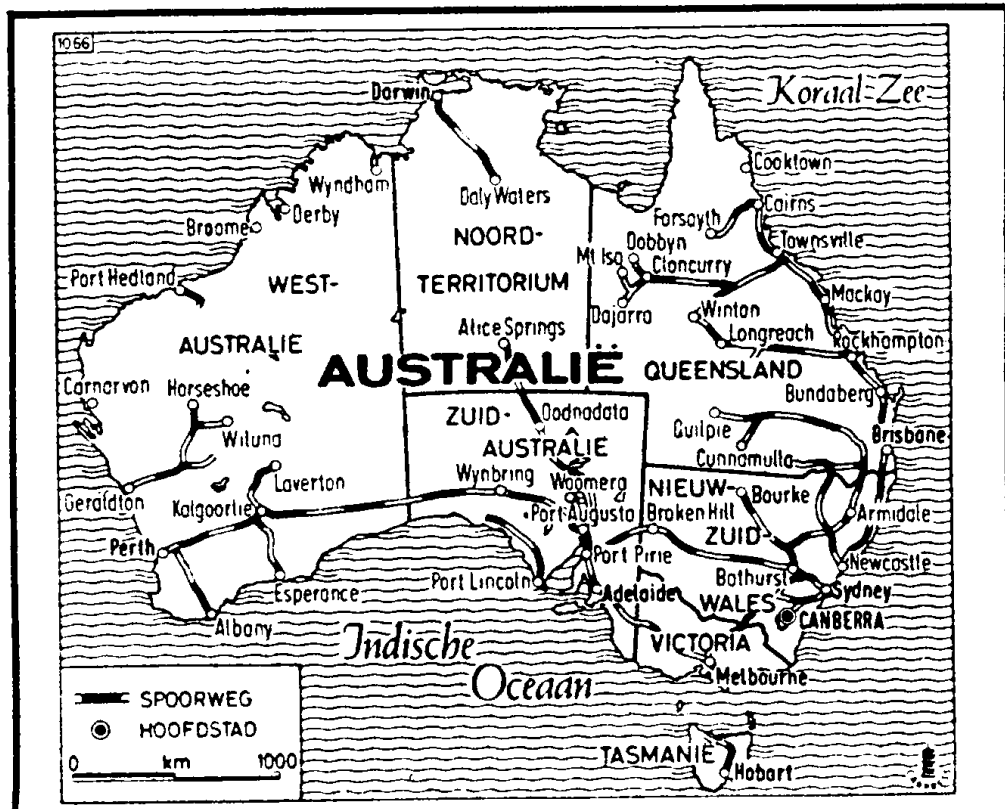 1066
Koraal-Zee
Darwin
Cooktown
Wyndham
Daly Waters
Cairns
Derby
Forsayth
Broome
NOORD-
Dobbyn
Townsville
Mt Isa
Cloncurry
Port Hedland
WEST-
TERRITORIUM
Mackay
Dajarra
Winton
Alice Springs
Longreach
Rockhampton
AUSTRALIE
AUSTRALIË
QUEENSLAND
Carnarvon
Horseshoe
Bundaberg
ZUID-
Oodnadata
Wiluna
AUSTRALIE
Quilpie
Brisbane
Cunnamulla
Laverton
Wynbring
Woomera
NIEUW-
Bourke
Geraldton
Kalgoorlie
Port Augusta
Broken Hill
Armidale
ZUID-
Perth
Port Pirie
Newcastle
Esperance
Port Lincoln
Bathurst
Adelaide
Sydney
WALES
Albany
CANBERRA
Indische
VICTORIA
Oceaan
Melbourne
SPOORWEG
HOOFDSTAD
TASMANIE
0 km 1000
Hobart